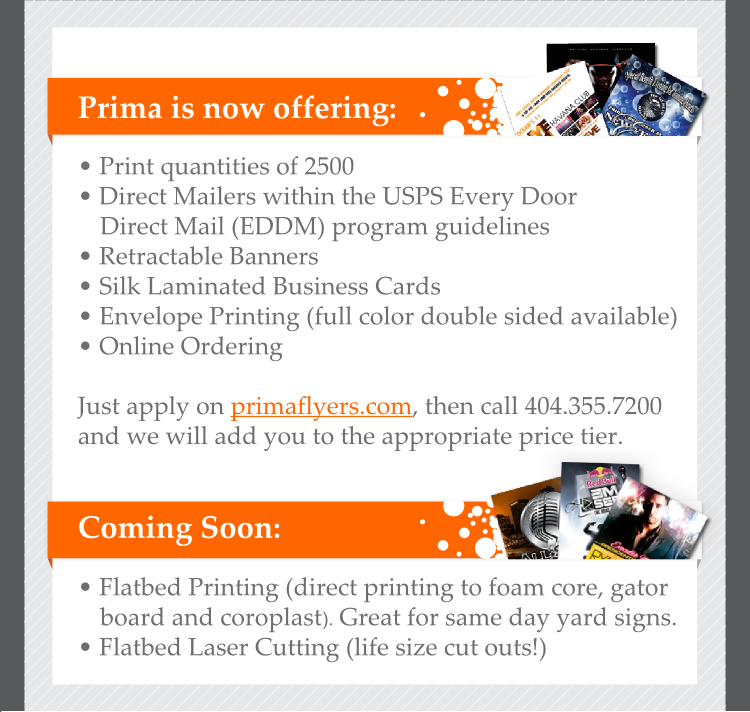 Prima is now offering:
HAVANA CLUB
• Print quantities of 2500
• Direct Mailers within the USPS Every Door
Direct Mail (EDDM) program guidelines
• Retractable Banners
• Silk Laminated Business Cards
• Envelope Printing (full color double sided available)
• Online Ordering
Just apply on primaflyers.com, then call 404.355.7200
and we will add you to the appropriate price tier.
Red Bull
Coming Soon:
• Flatbed Printing (direct printing to foam core, gator
board and coroplast). Great for same day yard signs.
• Flatbed Laser Cutting (life size cut outs!)